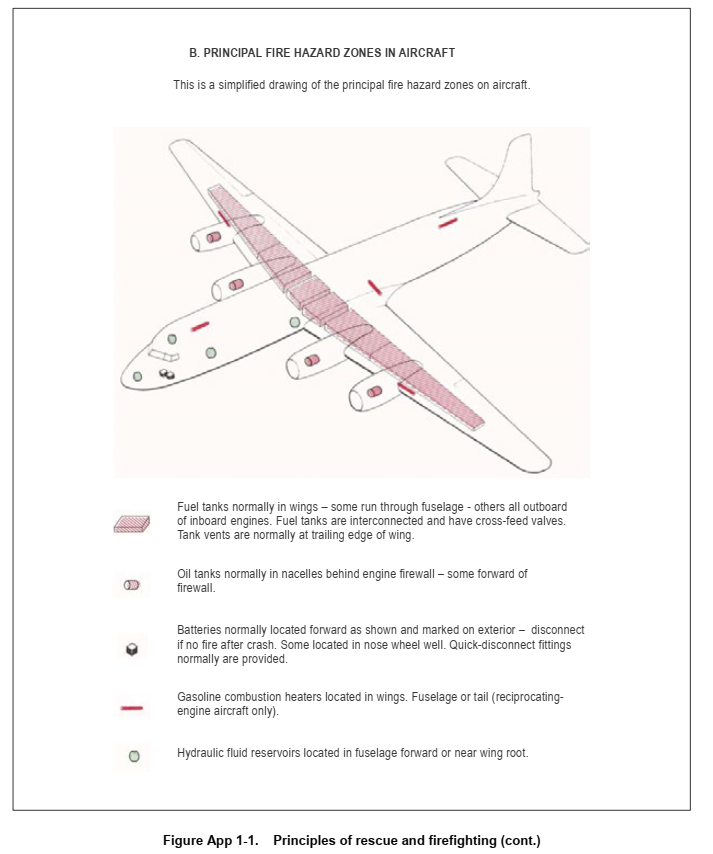 B. PRINCIPAL FIRE HAZARD ZONES IN AIRCRAFT
This is a simplified drawing of the principal fire hazard zones on aircraft.
Fuel tanks normally in wings – some run through fuselage - others all outboard
of inboard engines. Fuel tanks are interconnected and have cross-feed valves.
Tank vents are normally at trailing edge of wing.
Oil tanks normally in nacelles behind engine firewall – some forward of
firewall.
Batteries normally located forward as shown and marked on exterior – disconnect
if no fire after crash. Some located in nose wheel well. Quick-disconnect fittings
normally are provided.
Gasoline combustion heaters located in wings. Fuselage or tail (reciprocating-
engine aircraft only).
Hydraulic fluid reservoirs located in fuselage forward or near wing root.
Figure App 1-1. Principles of rescue and firefighting (cont.)